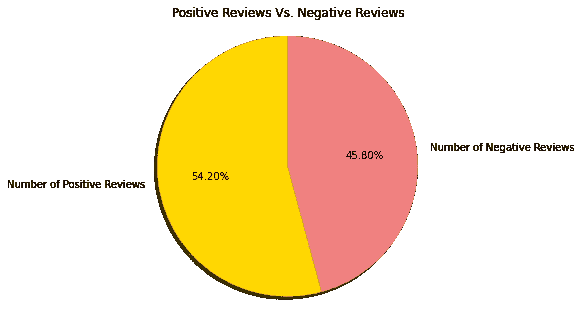 Positive Reviews Vs. Negative Reviews
45.80%
Number of Negative Reviews
54.20%
Number of Positive Reviews